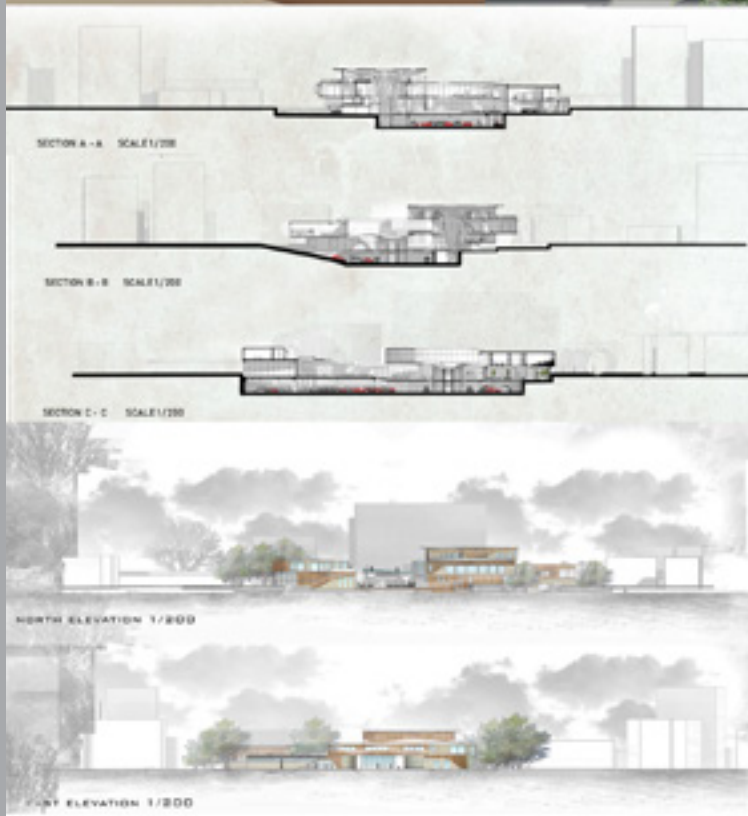 SECTION A - A SCALE 1/200
SECTION B - B SCALE 1/200
SECTION C - C SCALE 1/200
NORTH ELEVATION 1/200
EAST ELEVATION 1/200